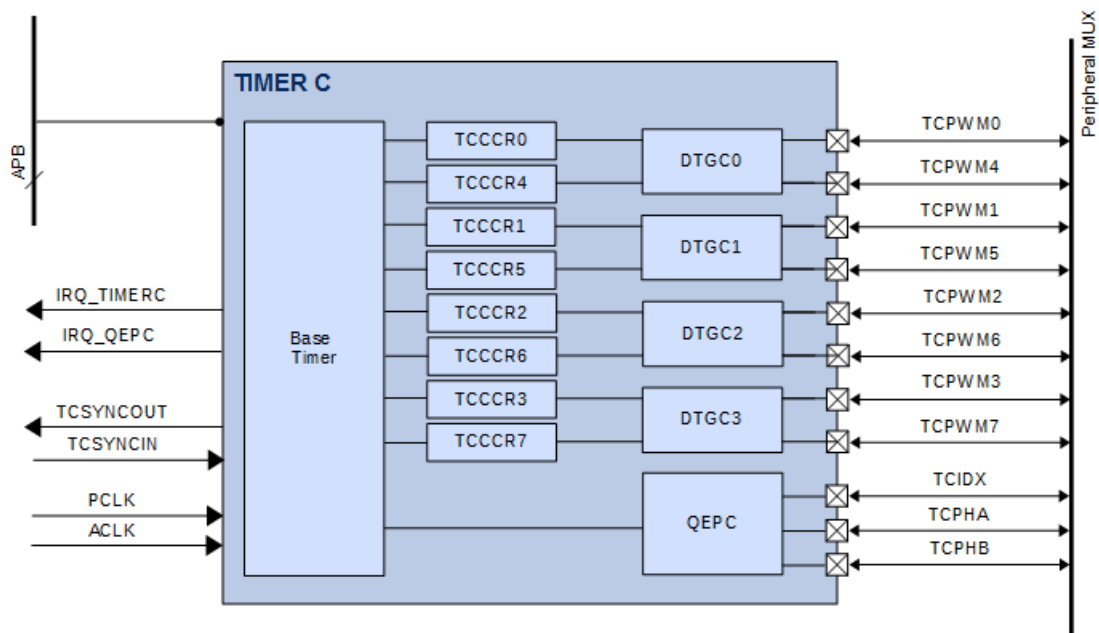 Peripheral MUX
TIMER C
APB
TCCCR0
TCCCR4
TCCCR1
TCCCR5
TCCCR2
TCCCR6
TCCCR3
TCCCR7
Base
Timer
DTGC0
DTGC1
DTGC2
DTGC3
QEPC
TCPWM0
TCPWM4
TCPWM1
TCPWM5
TCPWM2
TCPWM6
TCPWM3
TCPWM7
TCIDX
TCPHA
TCPHB
IRQ_TIMERC
IRQ_QEPC
TCSYNCOUT
TCSYNCIN
PCLK
ACLK